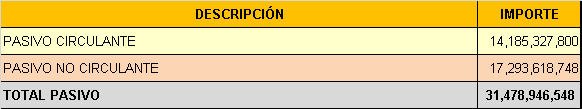 DESCRIPCIÓN IMPORTE
PASIVO CIRCULANTE 14,185,327,800
PASIVO NO CIRCULANTE 17,293,618,748
TOTAL PASIVO 31,478,946,548